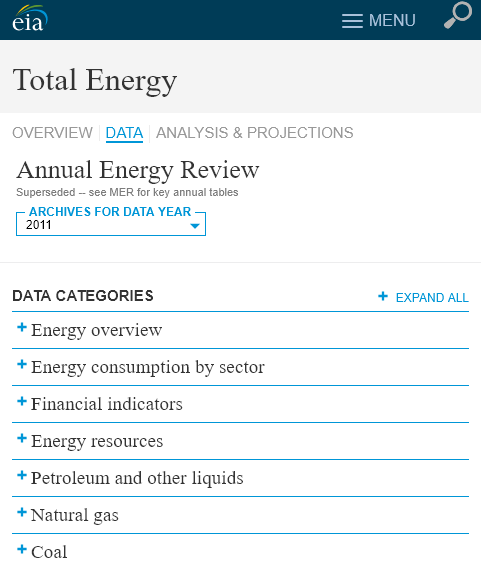 eia
MENU
Total Energy
OVERVIEW DATA ANALYSIS & PROJECTIONS
Annual Energy Review
Superseded -- see MER for key annual tables
ARCHIVES FOR DATA YEAR
2011
DATA CATEGORIES
+ EXPAND ALL
+ Energy overview
+ Energy consumption by sector
+ Financial indicators
+ Energy resources
+ Petroleum and other liquids
+ Natural gas
+ Coal